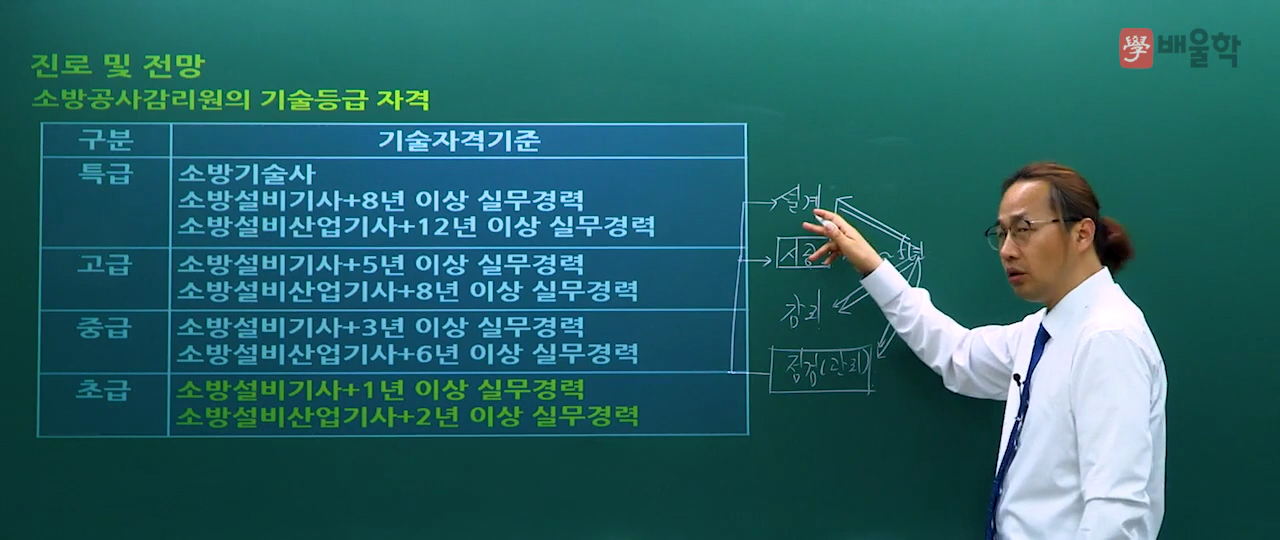 學 배울학
진로 및 전망
소방공사감리원의 기술등급 자격
구분 기술자격기준
특급 소방기술사
소방설비기사+8년 이상 실무경력
소방설비산업기사+12년 이상 실무경력
고급 소방설비기사+5년 이상 실무경력
소방설비산업기사+8년 이상 실무경력
중급 소방설비기사+3년 이상 실무경력
소방설비산업기사+6년 이상 실무경력
초급 소방설비기사+1년 이상 실무경력
소방설비산업기사+2년 이상 실무경력
설계
감리
점검(관리)